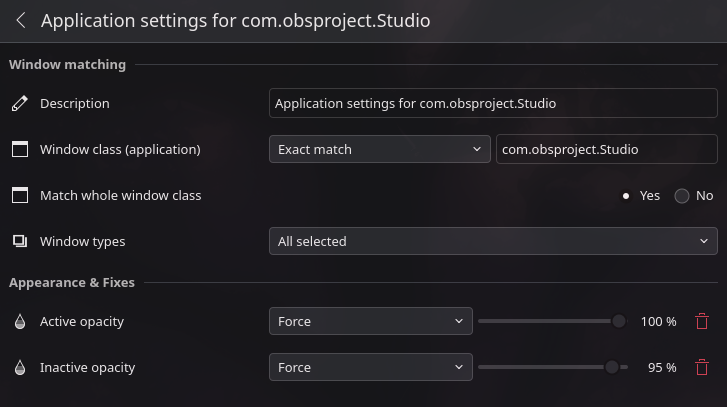 Application settings for com.obsproject.Studio
Window matching
Description Application settings for com.obsproject.Studio
Window class (application) Exact match com.obsproject.Studio
Match whole window class Yes No
Window types All selected
Appearance & Fixes
Active opacity Force 100 %
Inactive opacity Force 95 %